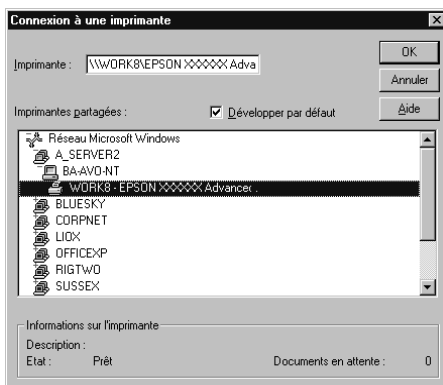 Connexion à une imprimante
Imprimante : \\WORK8\EPSON XXXXXX Adva
OK
Annuler
Imprimantes partagées : Développer par défaut Aide
Réseau Microsoft Windows
A_SERVER2
BA-AVO-NT
WORK8 - EPSON XXXXXX Advancec .
BLUESKY
CORPNET
LIOX
OFFICEXP
RIGTWO
SUSSEX
Informations sur l'imprimante
Description :
Etat : Prêt Documents en attente : 0